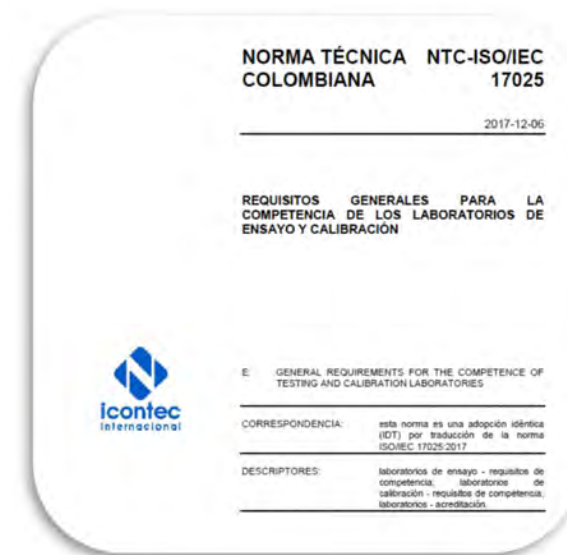 NORMA TÉCNICA NTC-ISO/IEC
COLOMBIANA 17025
2017-12-06
REQUISITOS GENERALES PARA LA
COMPETENCIA DE LOS LABORATORIOS DE
ENSAYO Y CALIBRACIÓN
icontec
internacional
E: GENERAL REQUIREMENTS FOR THE COMPETENCE OF
TESTING AND CALIBRATION LABORATORIES
CORRESPONDENCIA: esta norma es una adopción idéntica
(IDT) por traducción de la norma
ISO/IEC 17025:2017
DESCRIPTORES: laboratorios de ensayo - requisitos de
competencia; laboratorios de
calibración - requisitos de competencia;
laboratorios - acreditación.